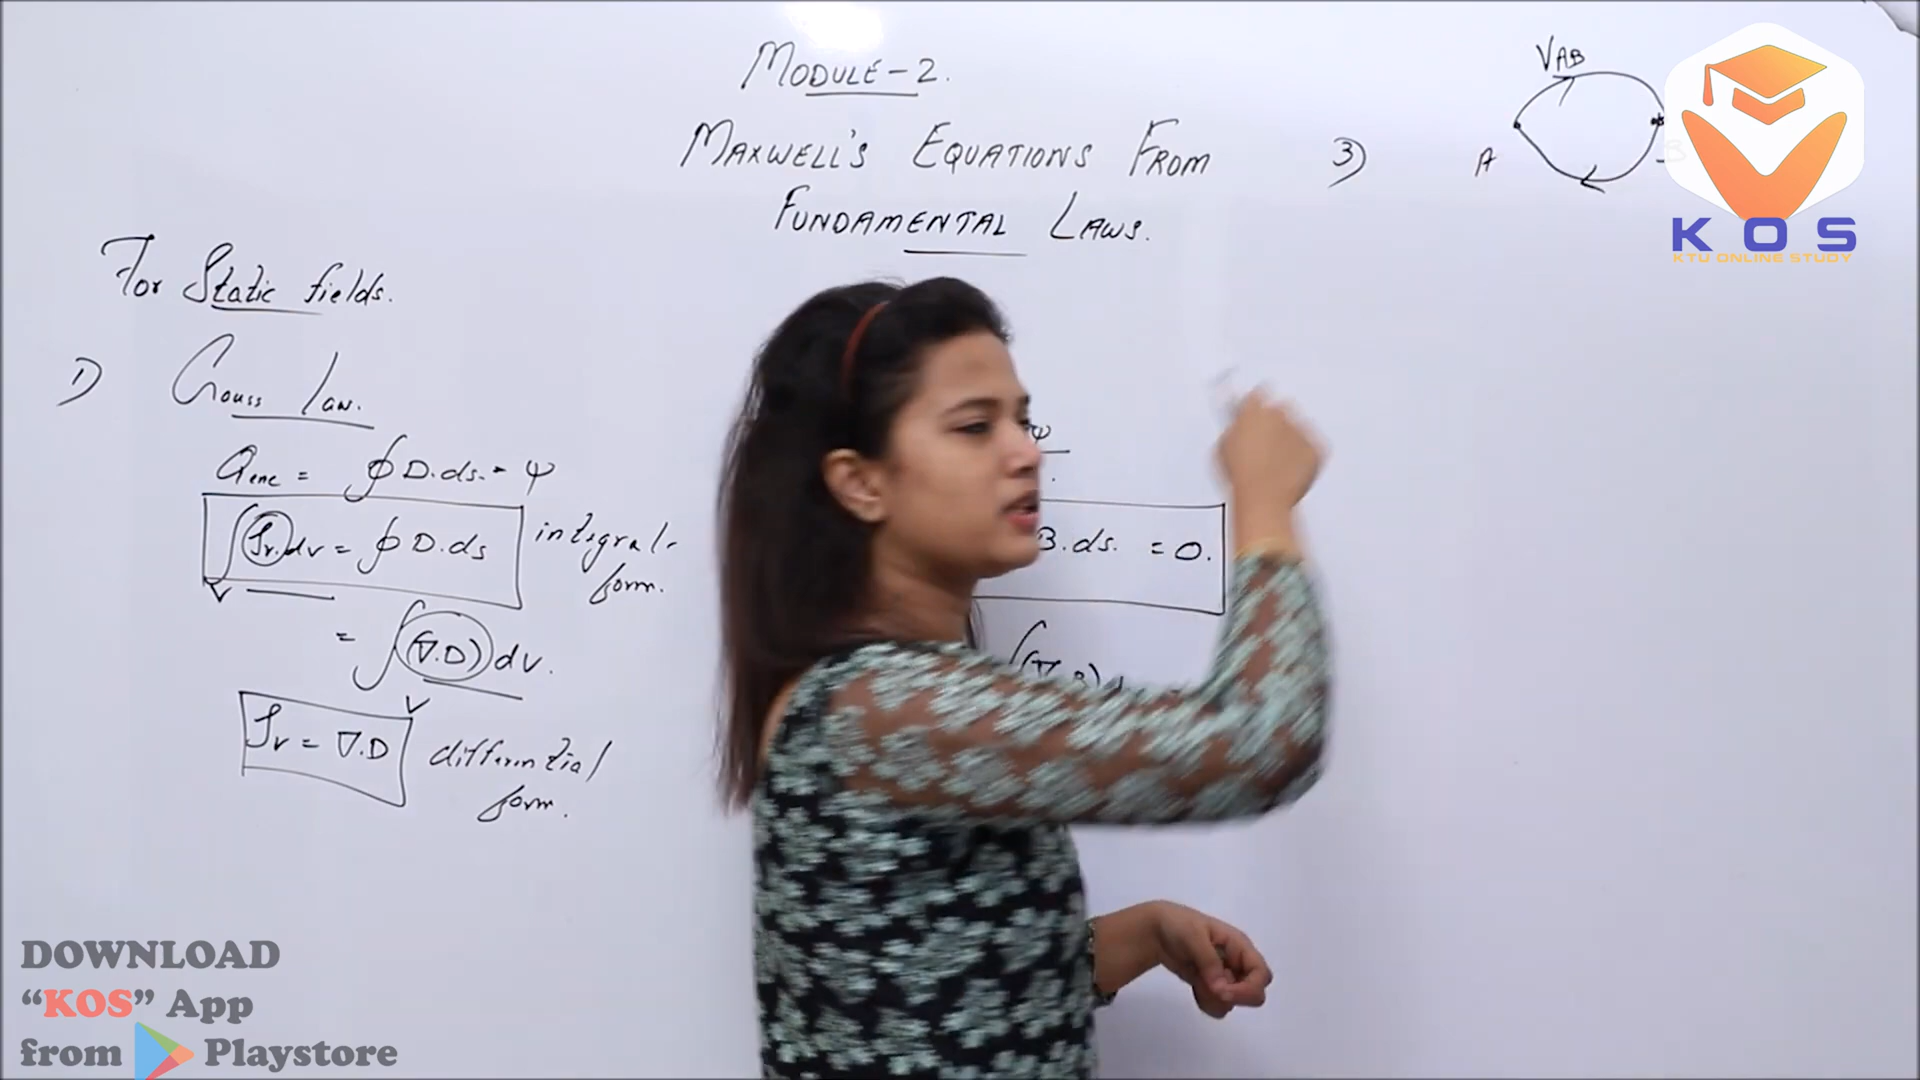 MODULE-2.
MAXWELL'S EQUATIONS FROM
FUNDAMENTAL LAWS.
For Static fields.
1) Gauss Law.
Qenc = ∮ D.ds. = ψ
∫ ρv.dv = ∮ D.ds integral
v form.
= ∫ (∇.D) dv.
v
ρv = ∇.D differential
form.
ψ
B.ds. = 0.
∫ (∇.B) d
3)
VAB
A
B
KOS
KTU ONLINE STUDY
DOWNLOAD
“KOS” App
from Playstore